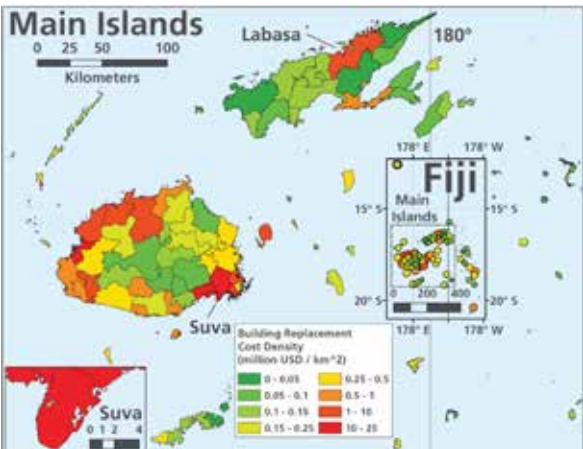 Main Islands
0 25 50 100
Kilometers
Labasa
180°
178° E 178° W
Fiji
Main
Islands
15° S
15° S
20° S
20° S
0 200 400
178° E 178° W
Suva
Building Replacement
Cost Density
(million USD / km^2)
0 - 0.05
0.05 - 0.1
0.1 - 0.15
0.15 - 0.25
0.25 - 0.5
0.5 - 1
1 - 10
10 - 25
Suva
0 1 2 4